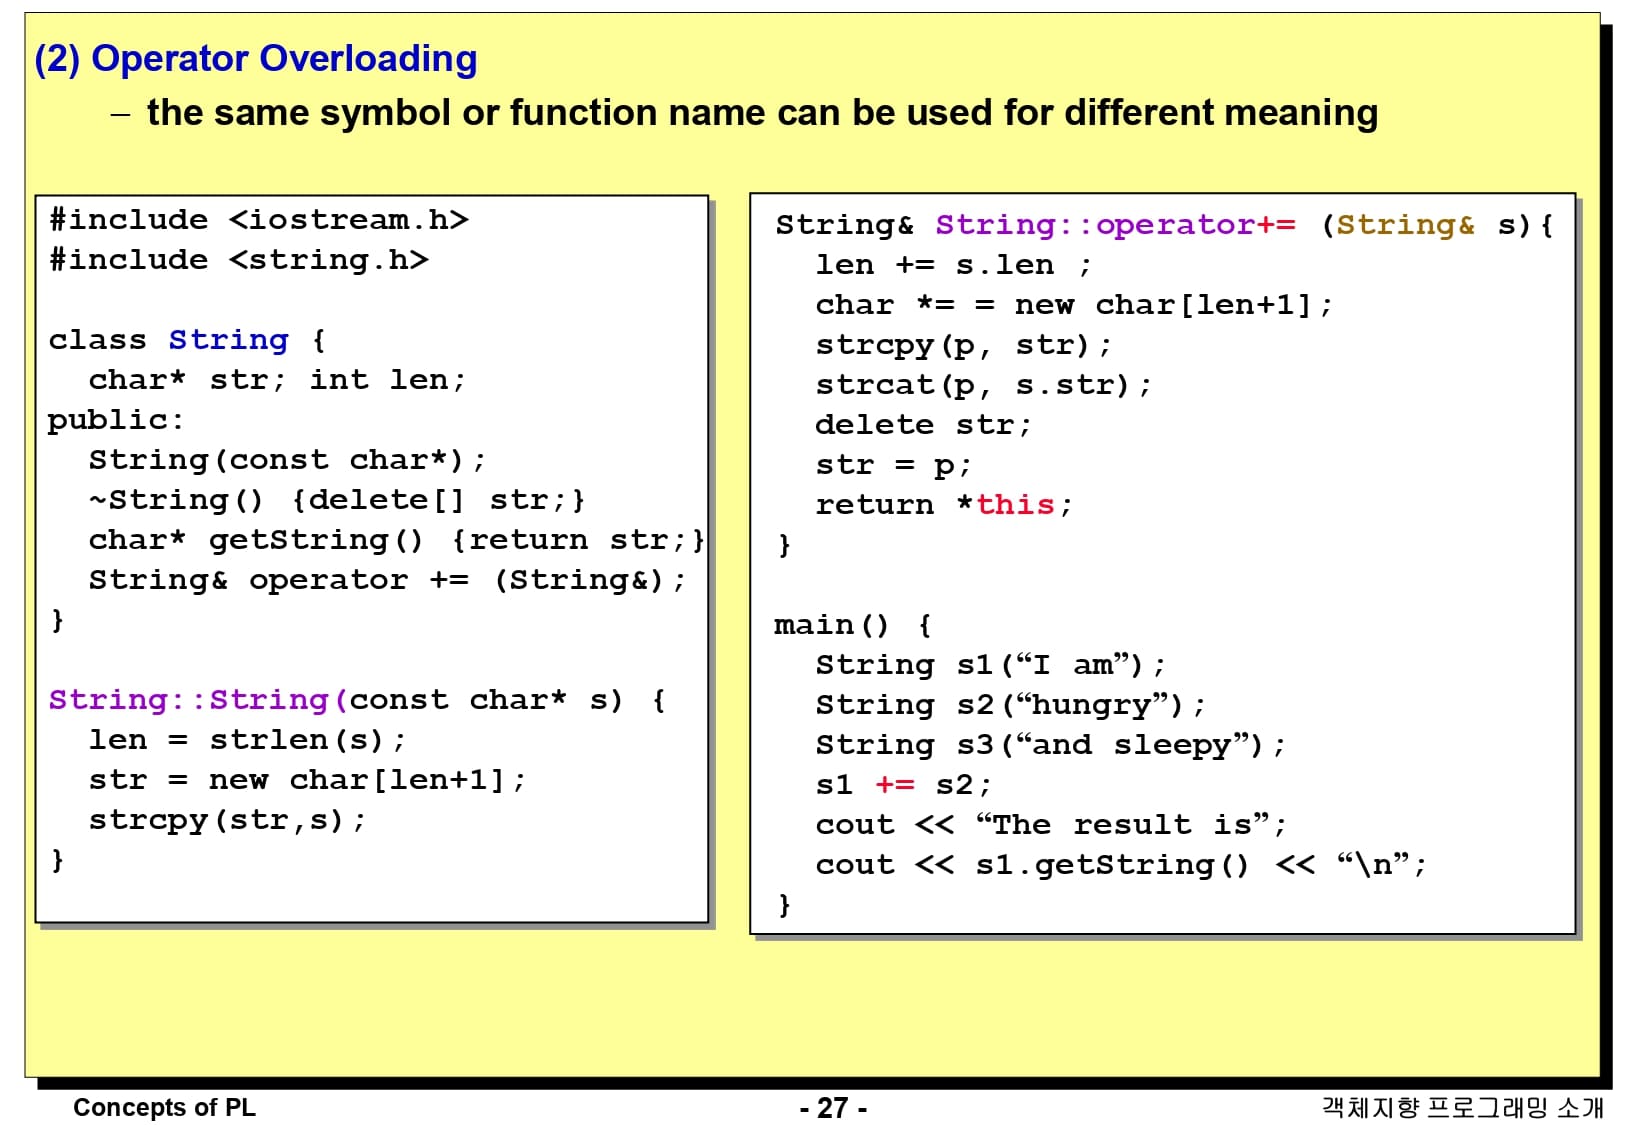 (2) Operator Overloading
– the same symbol or function name can be used for different meaning
#include <iostream.h>
#include <string.h>
class String {
char* str; int len;
public:
String(const char*);
~String() {delete[] str;}
char* getString() {return str;}
String& operator += (String&);
}
String::String(const char* s) {
len = strlen(s);
str = new char[len+1];
strcpy(str,s);
}
String& String::operator+= (String& s){
len += s.len ;
char *= = new char[len+1];
strcpy(p, str);
strcat(p, s.str);
delete str;
str = p;
return *this;
}
main() {
String s1(“I am”);
String s2(“hungry”);
String s3(“and sleepy”);
s1 += s2;
cout << “The result is”;
cout << s1.getString() << “\n”;
}
Concepts of PL
- 27 -
객체지향 프로그래밍 소개